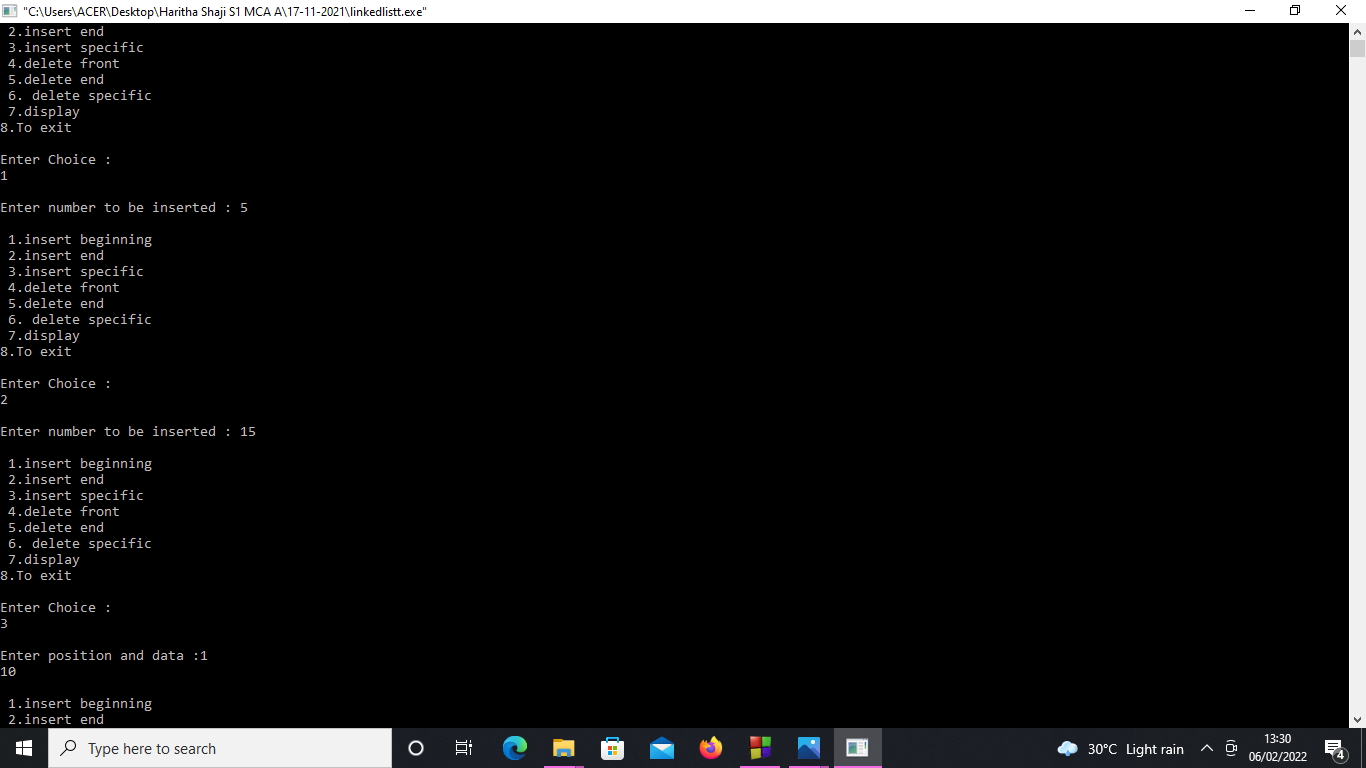 "C:\Users\ACER\Desktop\Haritha Shaji S1 MCA A\17-11-2021\linkedlistt.exe"
2.insert end
3.insert specific
4.delete front
5.delete end
6. delete specific
7.display
8.To exit
Enter Choice :
1
Enter number to be inserted : 5
1.insert beginning
2.insert end
3.insert specific
4.delete front
5.delete end
6. delete specific
7.display
8.To exit
Enter Choice :
2
Enter number to be inserted : 15
1.insert beginning
2.insert end
3.insert specific
4.delete front
5.delete end
6. delete specific
7.display
8.To exit
Enter Choice :
3
Enter position and data :1
10
1.insert beginning
2.insert end
Type here to search
30°C Light rain
13:30
06/02/2022
4